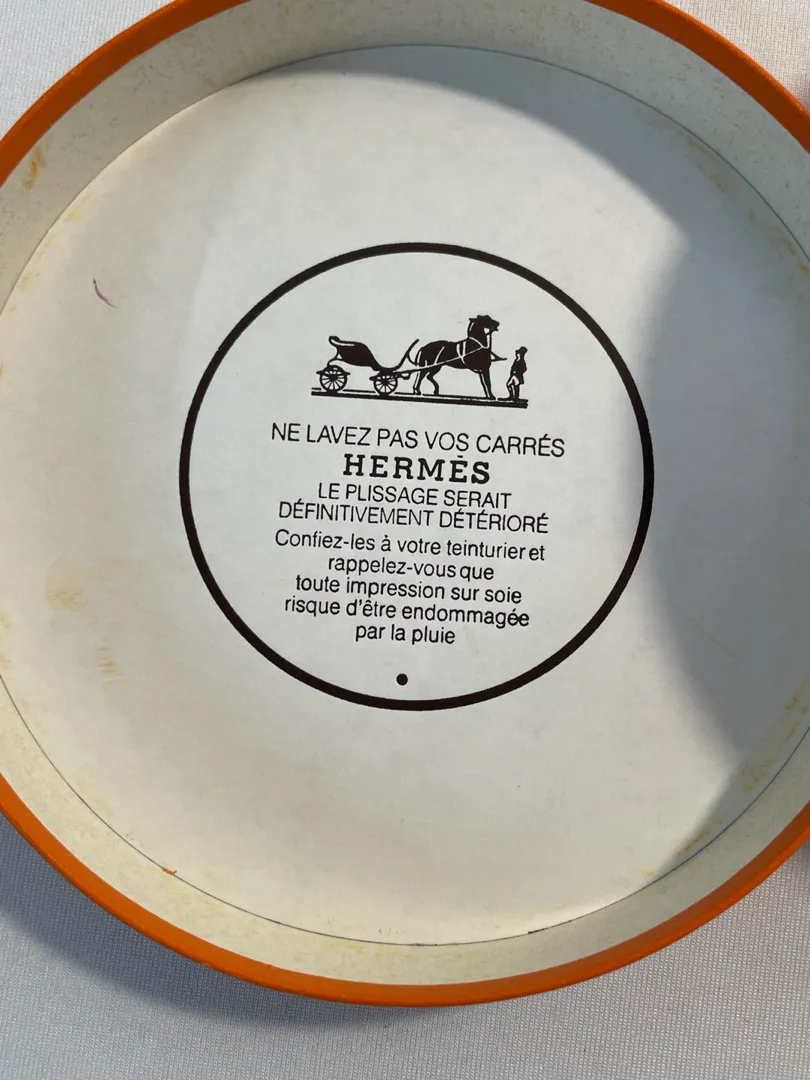 NE LAVEZ PAS VOS CARRÉS
HERMÈS
LE PLISSAGE SERAIT
DÉFINITIVEMENT DÉTÉRIORÉ
Confiez-les à votre teinturier et
rappelez-vous que
toute impression sur soie
risque d'être endommagée
par la pluie